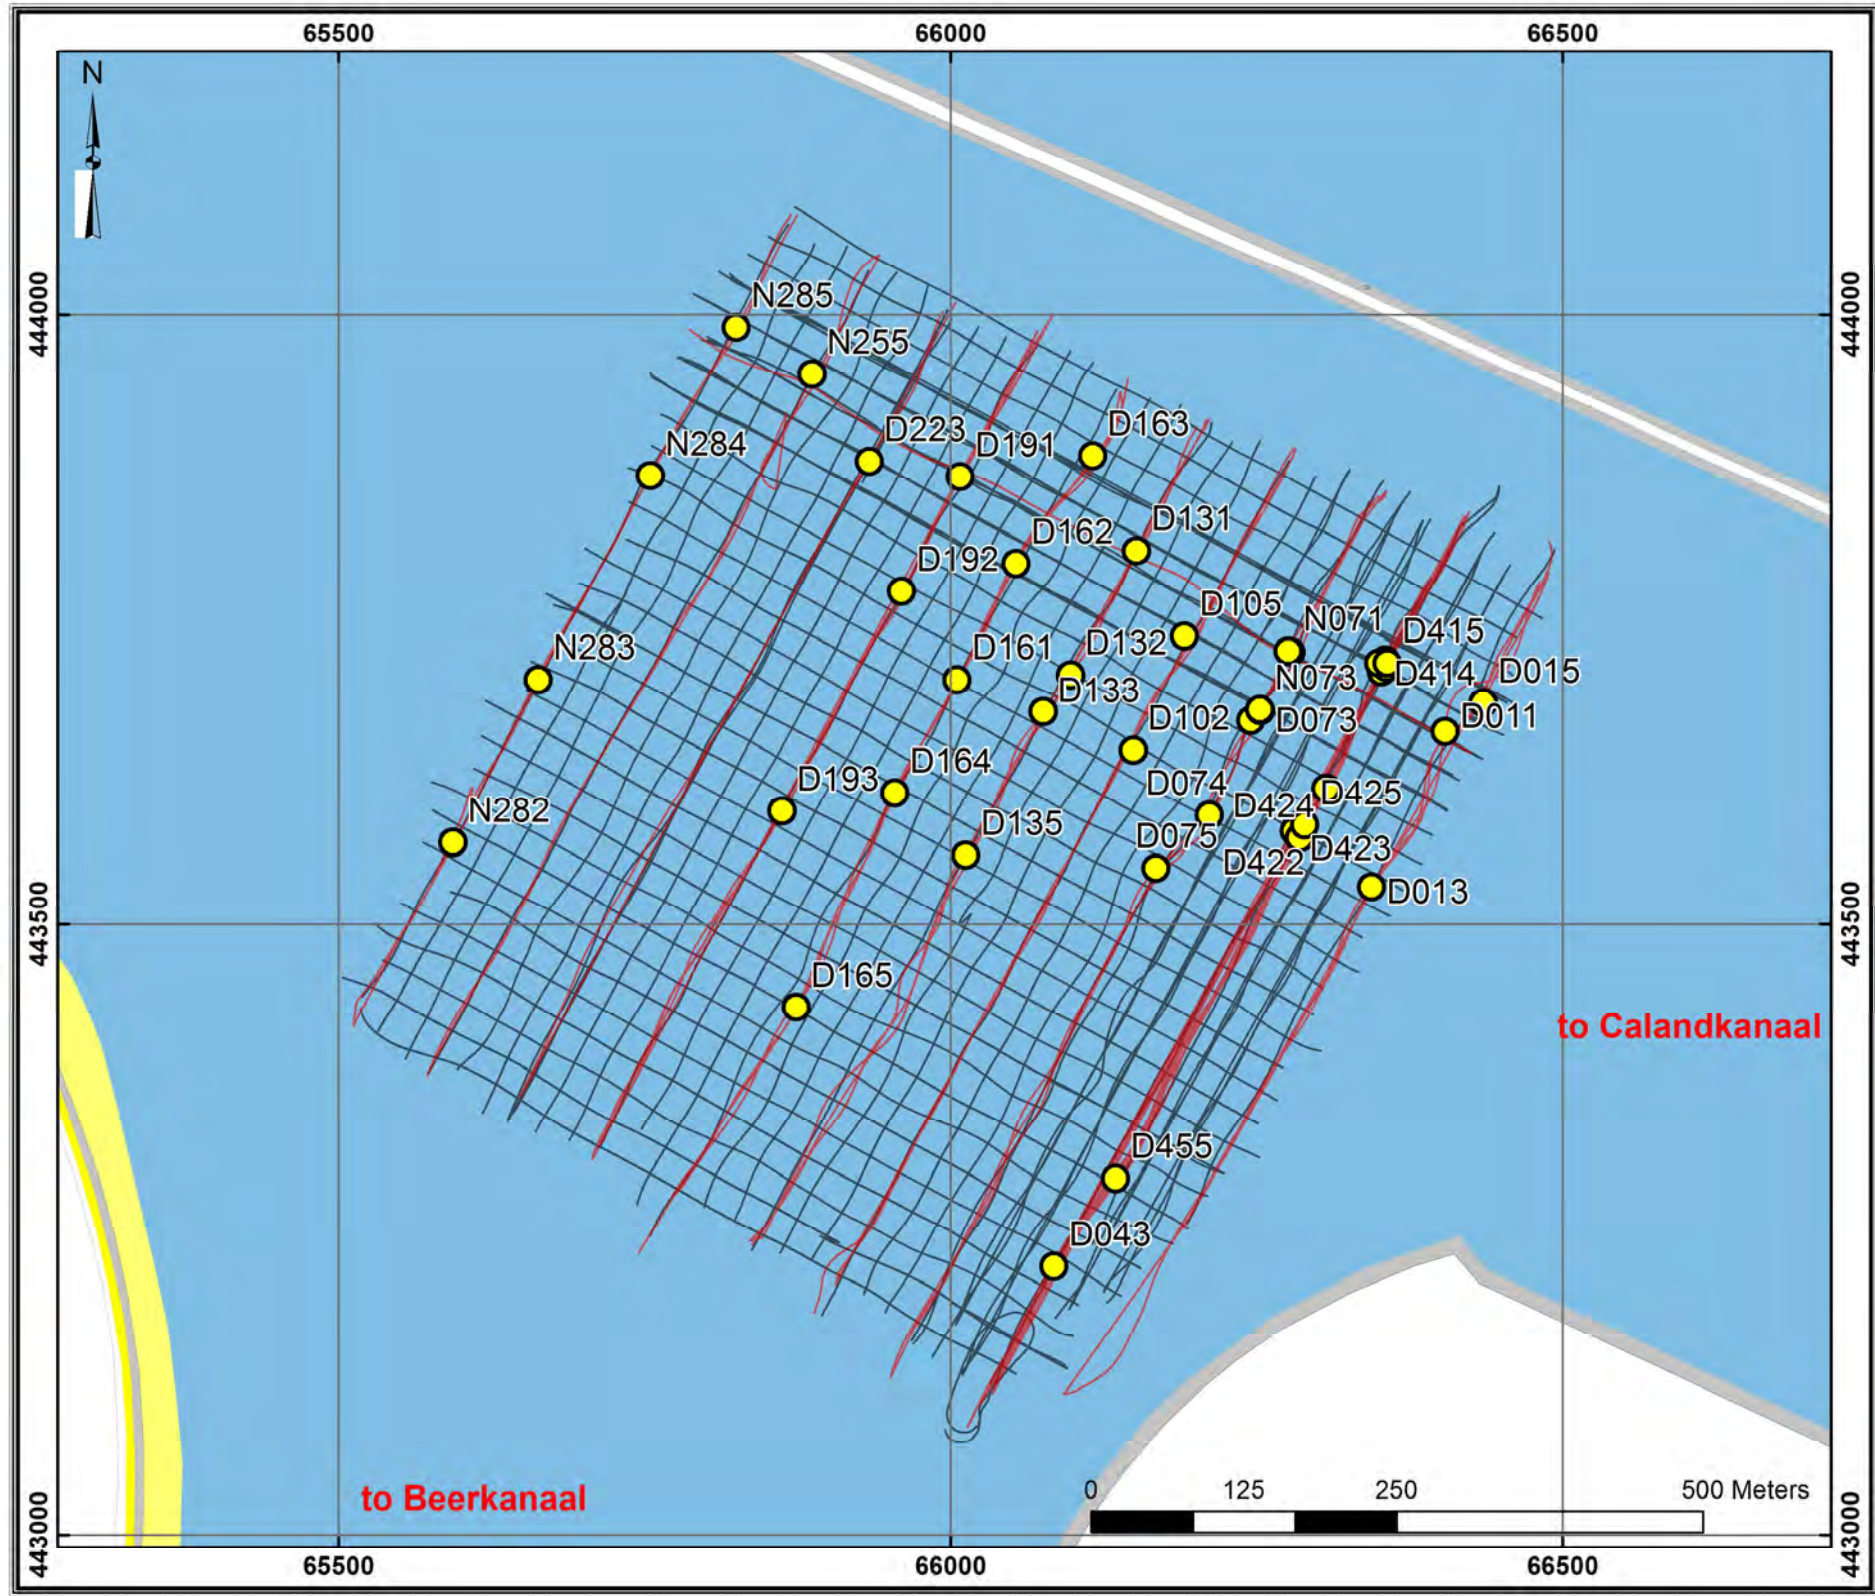 65500
66000
66500
N
444000
444000
N285
N255
D223
D163
N284
D191
D131
D162
D192
D105
N071
D415
N283
D161
D132
D414
D015
D133
N073
D011
D102
D073
D164
D193
D074
D424
D425
N282
D135
D075
D422
D423
D013
443500
443500
D165
to Calandkanaal
D455
D043
to Beerkanaal
0
125
250
500 Meters
443000
443000
65500
66000
66500